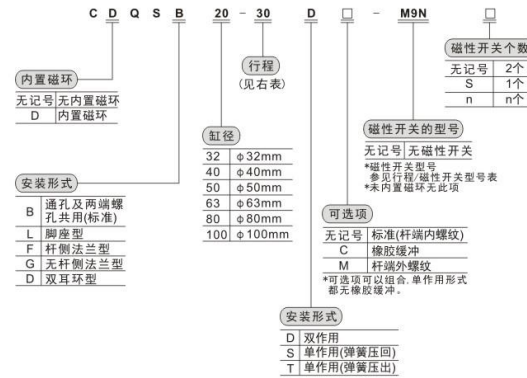 C D Q S B 20 - 30 D □ - M9N □
内置磁环
无记号 无内置磁环
D 内置磁环
安装形式
B 通孔及两端螺
孔共用(标准)
L 脚座型
F 杆侧法兰型
G 无杆侧法兰型
D 双耳环型
行程
(见右表)
缸径
32 φ32mm
40 φ40mm
50 φ50mm
63 φ63mm
80 φ80mm
100 φ100mm
磁性开关个数
无记号 2个
S 1个
n n个
磁性开关的型号
无记号 无磁性开关
*磁性开关型号
参见行程/磁性开关型号表
*未内置磁环无此项
可选项
无记号 标准(杆端内螺纹)
C 橡胶缓冲
M 杆端外螺纹
*可选项可以组合.单作用形式
都无橡胶缓冲。
安装形式
D 双作用
S 单作用(弹簧压回)
T 单作用(弹簧压出)